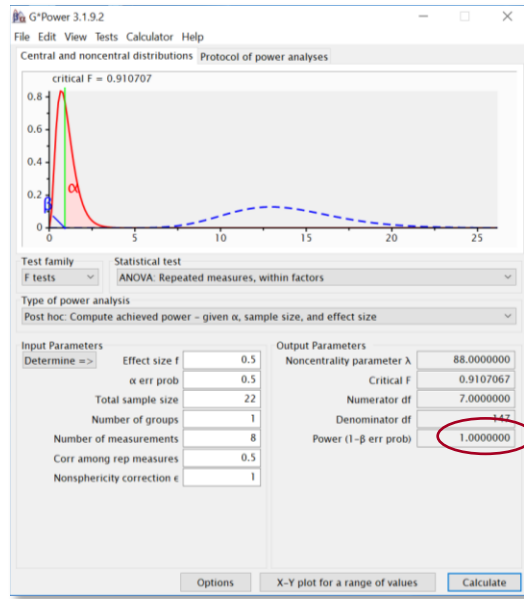 G*Power 3.1.9.2
File Edit View Tests Calculator Help
Central and noncentral distributions Protocol of power analyses
critical F = 0.910707
0.8
0.6
0.4
0.2
0
α
β
0 5 10 15 20 25
Test family Statistical test
F tests ANOVA: Repeated measures, within factors
Type of power analysis
Post hoc: Compute achieved power – given α, sample size, and effect size
Input Parameters Output Parameters
Determine => Effect size f 0.5 Noncentrality parameter λ 88.0000000
α err prob 0.5 Critical F 0.9107067
Total sample size 22 Numerator df 7.0000000
Number of groups 1 Denominator df 147
Number of measurements 8 Power (1-β err prob) 1.0000000
Corr among rep measures 0.5
Nonsphericity correction ϵ 1
Options X-Y plot for a range of values Calculate